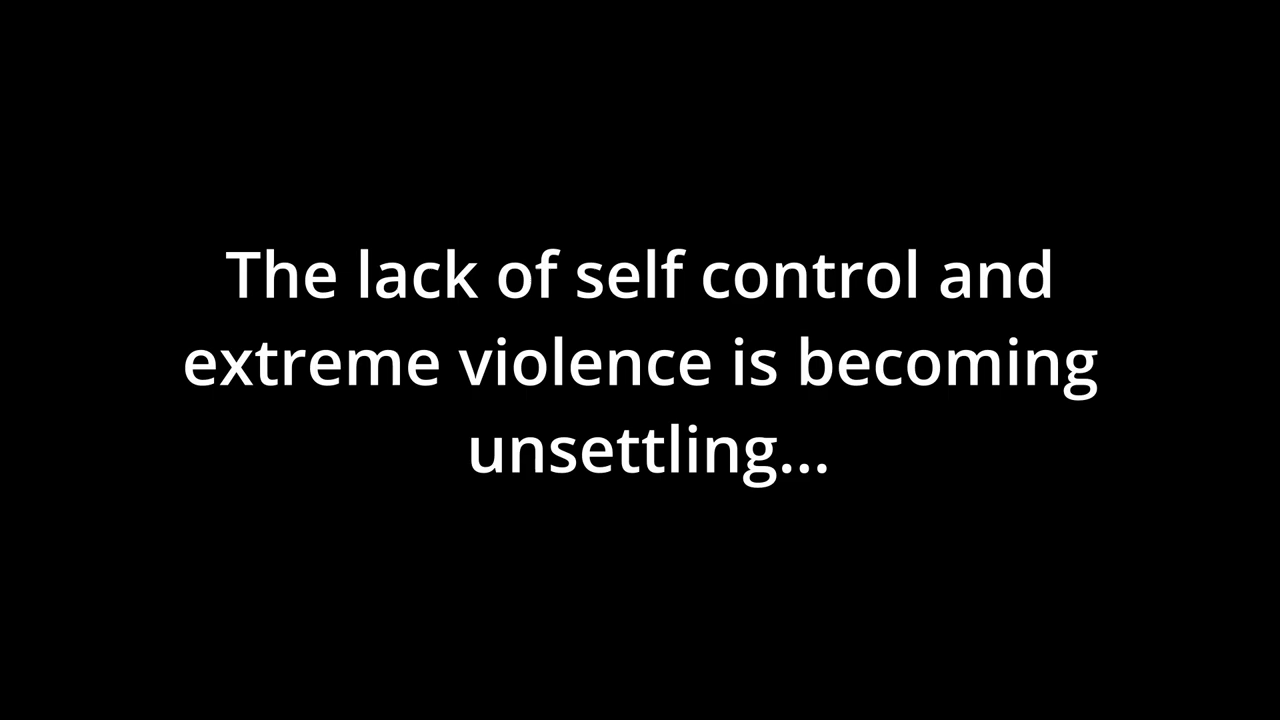 The lack of self control and
extreme violence is becoming
unsettling...